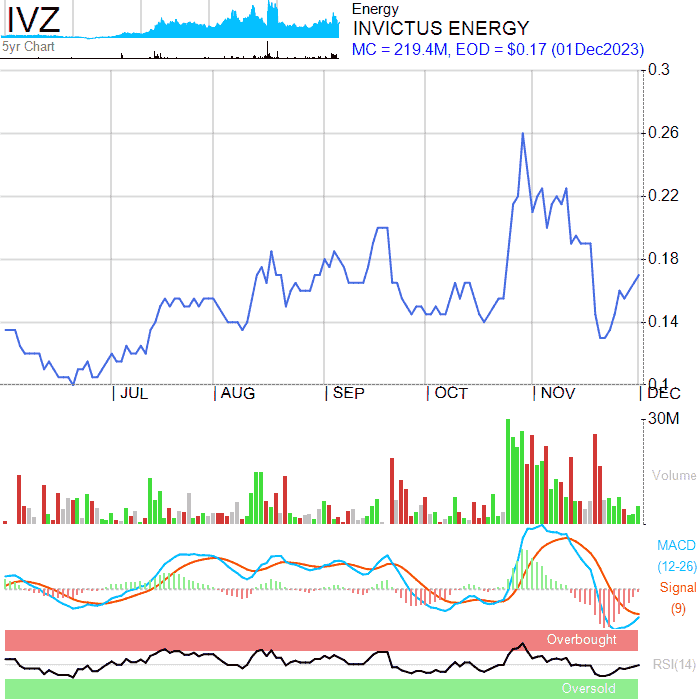 IVZ
5yr Chart
Energy
INVICTUS ENERGY
MC = 219.4M, EOD = $0.17 (01Dec2023)
0.3
0.26
0.22
0.18
0.14
0.1
JUL AUG SEP OCT NOV DEC
30M
Volume
MACD
(12-26)
Signal
(9)
Overbought
RSI(14)
Oversold